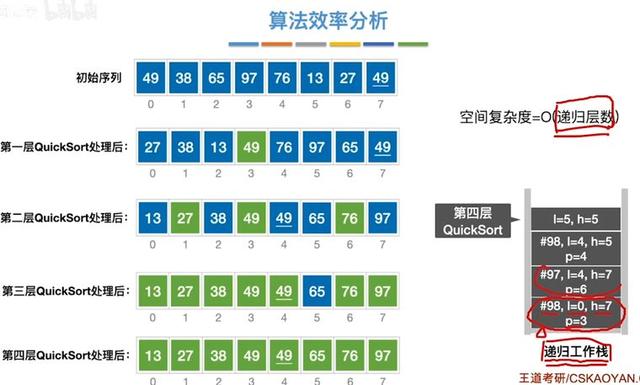 算法效率分析
初始序列
49 38 65 97 76 13 27 49
0 1 2 3 4 5 6 7
空间复杂度=O(递归层数)
第一层QuickSort处理后:
27 38 13 49 76 97 65 49
0 1 2 3 4 5 6 7
第二层QuickSort处理后:
13 27 38 49 49 65 76 97
0 1 2 3 4 5 6 7
第三层QuickSort处理后:
13 27 38 49 49 65 76 97
0 1 2 3 4 5 6 7
第四层QuickSort处理后:
13 27 38 49 49 65 76 97
0 1 2 3 4 5 6 7
第四层
QuickSort
l=5, h=5
#98, l=4, h=5
p=4
#97, l=4, h=7
p=6
#98, l=0, h=7
p=3
递归工作栈
王道考研/CSKAOYAN.